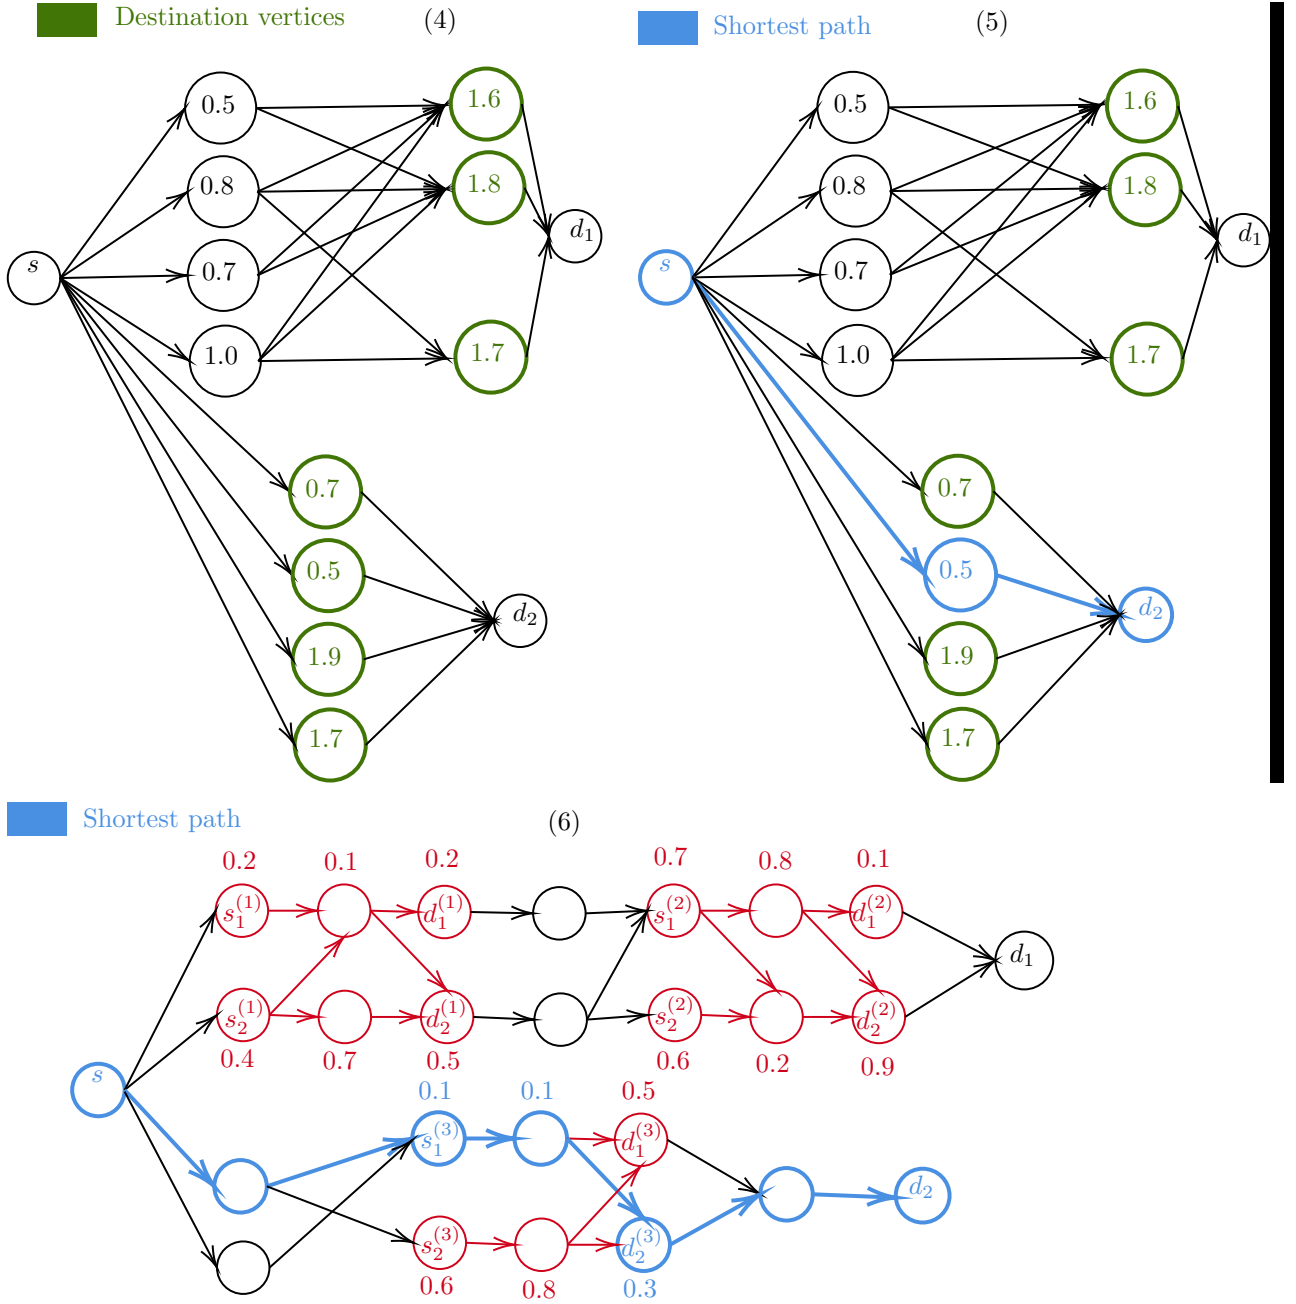 Destination vertices
(4)
0.5
1.6
0.8
1.8
s
0.7
d₁
1.0
1.7
0.7
0.5
1.9
d₂
1.7
Shortest path
(5)
0.5
1.6
0.8
1.8
s
0.7
d₁
1.0
1.7
0.7
0.5
1.9
d₂
1.7
Shortest path
(6)
0.2 0.1 0.2 0.7 0.8 0.1
s₁⁽¹⁾ d₁⁽¹⁾ s₁⁽²⁾ d₁⁽²⁾
d₁
s₂⁽¹⁾ d₂⁽¹⁾ s₂⁽²⁾ d₂⁽²⁾
0.4 0.7 0.5 0.6 0.2 0.9
s
0.1 0.1 0.5
s₁⁽³⁾ d₁⁽³⁾
d₂
s₂⁽³⁾ d₂⁽³⁾
0.6 0.8 0.3